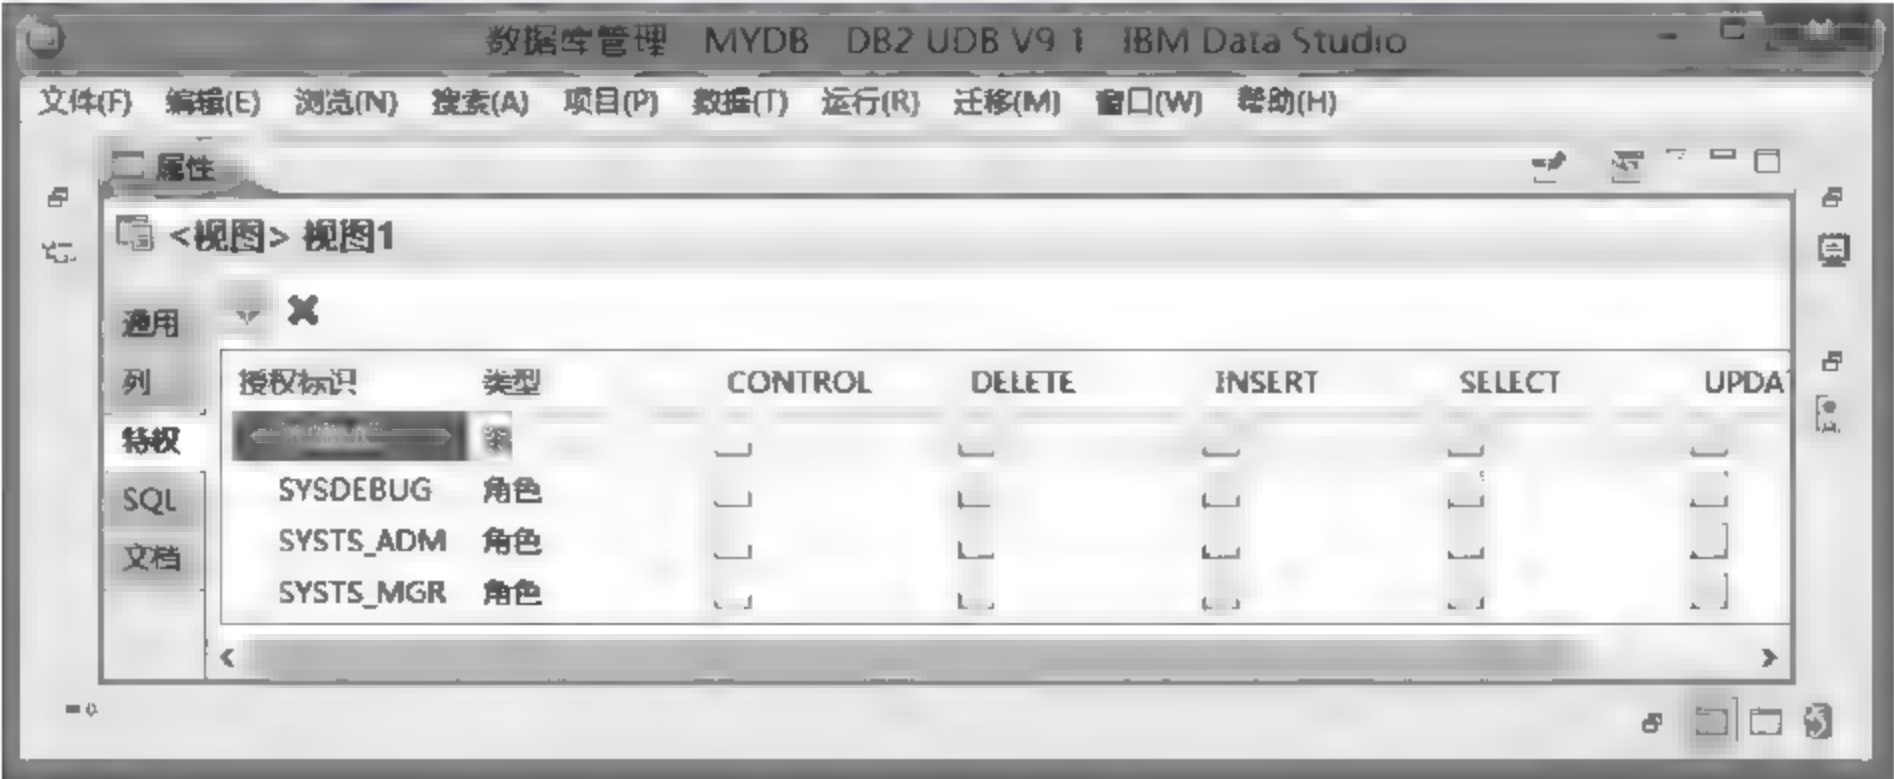 数据库管理 MYDB DB2 UDB V9 1 IBM Data Studio
文件(F) 编辑(E) 浏览(N) 搜索(A) 项目(P) 数据(T) 运行(R) 迁移(M) 窗口(W) 帮助(H)
属性
<视图> 视图1
通用
列 授权标识 类型 CONTROL DELETE INSERT SELECT UPDA
特权
SQL SYSDEBUG 角色
SYSTS_ADM 角色
文档
SYSTS_MGR 角色